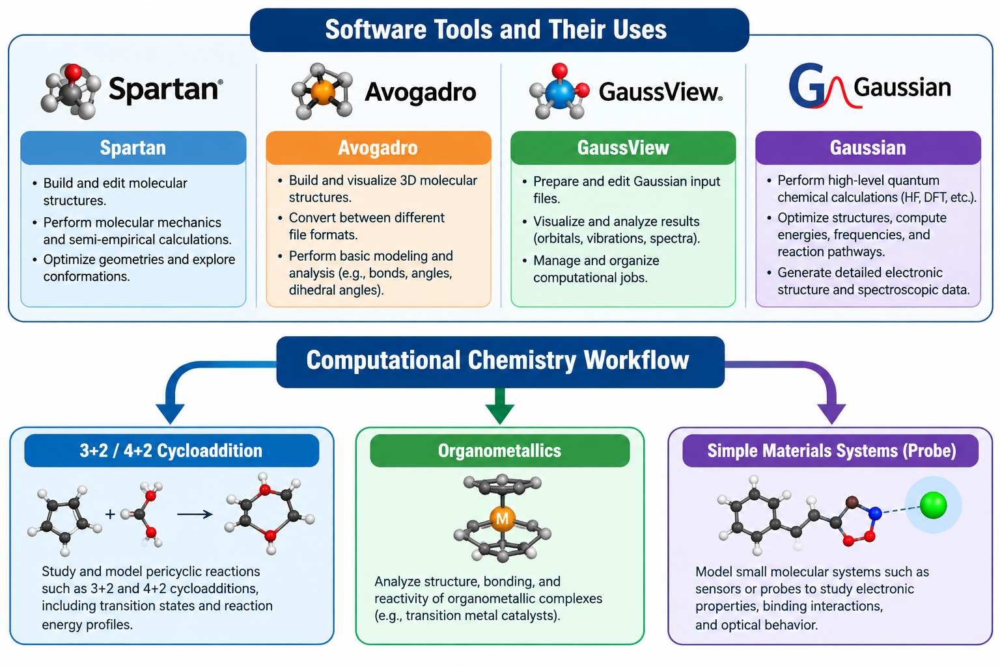 Software Tools and Their Uses
Spartan®
Avogadro
GaussView®
G Gaussian
Spartan
• Build and edit molecular
structures.
• Perform molecular mechanics
and semi-empirical calculations.
• Optimize geometries and explore
conformations.
Avogadro
• Build and visualize 3D molecular
structures.
• Convert between different
file formats.
• Perform basic modeling and
analysis (e.g., bonds, angles,
dihedral angles).
GaussView
• Prepare and edit Gaussian input
files.
• Visualize and analyze results
(orbitals, vibrations, spectra).
• Manage and organize
computational jobs.
Gaussian
• Perform high-level quantum
chemical calculations (HF, DFT, etc.).
• Optimize structures, compute
energies, frequencies, and
reaction pathways.
• Generate detailed electronic
structure and spectroscopic data.
Computational Chemistry Workflow
3+2 / 4+2 Cycloaddition
+
Study and model pericyclic reactions
such as 3+2 and 4+2 cycloadditions,
including transition states and reaction
energy profiles.
Organometallics
M
Analyze structure, bonding, and
reactivity of organometallic complexes
(e.g., transition metal catalysts).
Simple Materials Systems (Probe)
Model small molecular systems such as
sensors or probes to study electronic
properties, binding interactions,
and optical behavior.